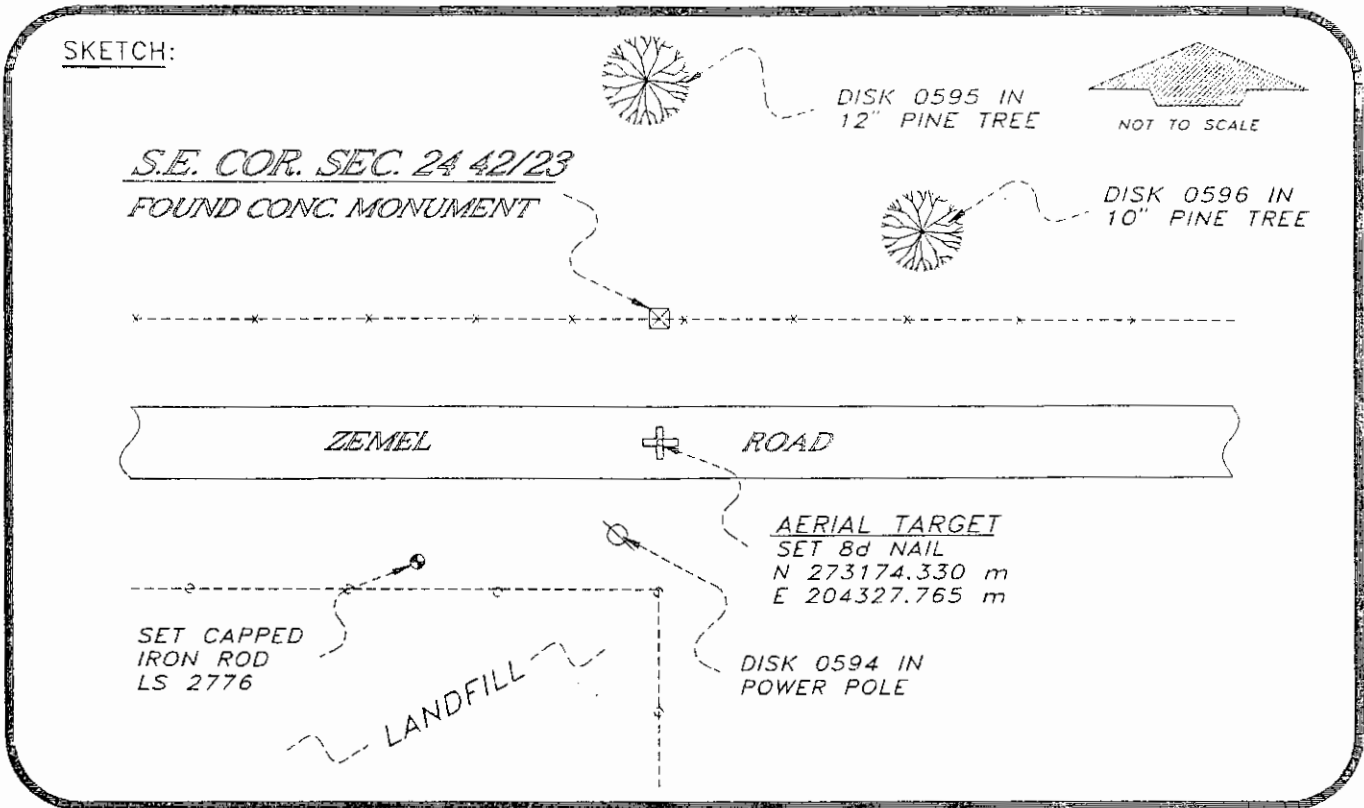 SKETCH:
DISK 0595 IN
12" PINE TREE
NOT TO SCALE
S.E. COR. SEC. 24 42/23
FOUND CONC. MONUMENT
DISK 0596 IN
10" PINE TREE
ZEMEL ROAD
AERIAL TARGET
SET 8d NAIL
N 273174.330 m
E 204327.765 m
SET CAPPED
IRON ROD
LS 2776
LANDFILL
DISK 0594 IN
POWER POLE